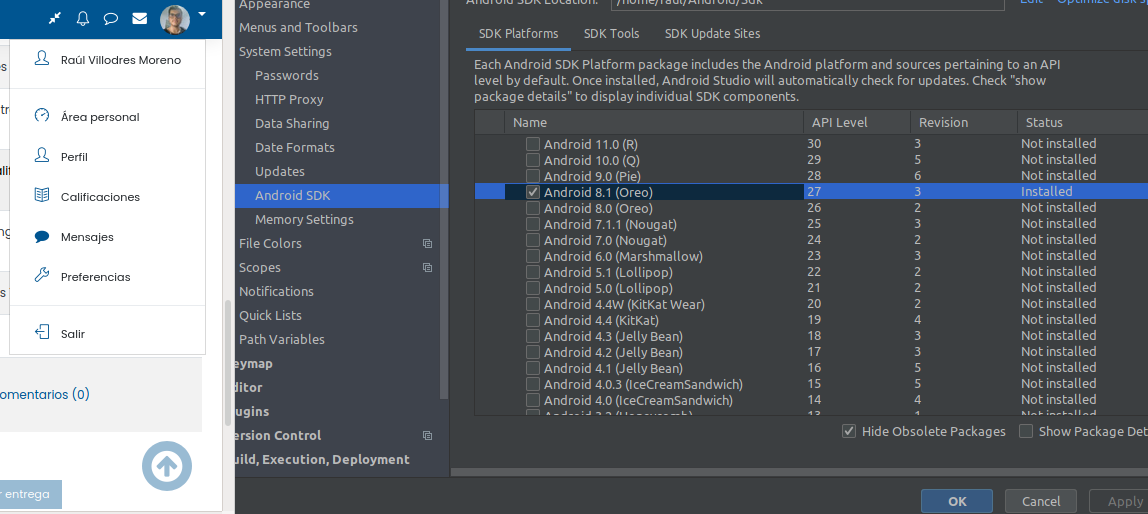 Raúl Villodres Moreno
Área personal
Perfil
Calificaciones
Mensajes
Preferencias
Salir
omentarios (0)
entrega
Appearance
Menus and Toolbars
System Settings
Passwords
HTTP Proxy
Data Sharing
Date Formats
Updates
Android SDK
Memory Settings
File Colors
Scopes
Notifications
Quick Lists
Path Variables
eymap
ditor
lugins
ersion Control
uild, Execution, Deployment
Android SDK Location: /home/raul/Android/Sdk Edit Optimize disk sp
SDK Platforms SDK Tools SDK Update Sites
Each Android SDK Platform package includes the Android platform and sources pertaining to an API
level by default. Once installed, Android Studio will automatically check for updates. Check "show
package details" to display individual SDK components.
Name API Level Revision Status
Android 11.0 (R) 30 3 Not installed
Android 10.0 (Q) 29 5 Not installed
Android 9.0 (Pie) 28 6 Not installed
Android 8.1 (Oreo) 27 3 Installed
Android 8.0 (Oreo) 26 2 Not installed
Android 7.1.1 (Nougat) 25 3 Not installed
Android 7.0 (Nougat) 24 2 Not installed
Android 6.0 (Marshmallow) 23 3 Not installed
Android 5.1 (Lollipop) 22 2 Not installed
Android 5.0 (Lollipop) 21 2 Not installed
Android 4.4W (KitKat Wear) 20 2 Not installed
Android 4.4 (KitKat) 19 4 Not installed
Android 4.3 (Jelly Bean) 18 3 Not installed
Android 4.2 (Jelly Bean) 17 3 Not installed
Android 4.1 (Jelly Bean) 16 5 Not installed
Android 4.0.3 (IceCreamSandwich) 15 5 Not installed
Android 4.0 (IceCreamSandwich) 14 4 Not installed
Android 3.2 (Honeycomb) 13 1 Not installed
Hide Obsolete Packages Show Package Det
OK Cancel Apply